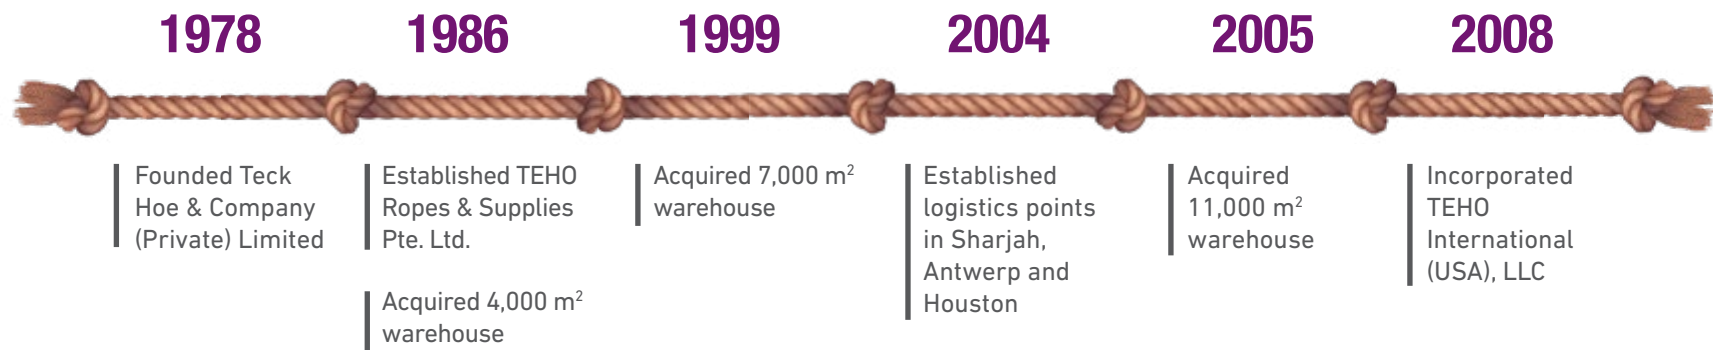 1978
Founded Teck
Hoe & Company
(Private) Limited
1986
Established TEHO
Ropes & Supplies
Pte. Ltd.
Acquired 4,000 m²
warehouse
1999
Acquired 7,000 m²
warehouse
2004
Established
logistics points
in Sharjah,
Antwerp and
Houston
2005
Acquired
11,000 m²
warehouse
2008
Incorporated
TEHO
International
(USA), LLC